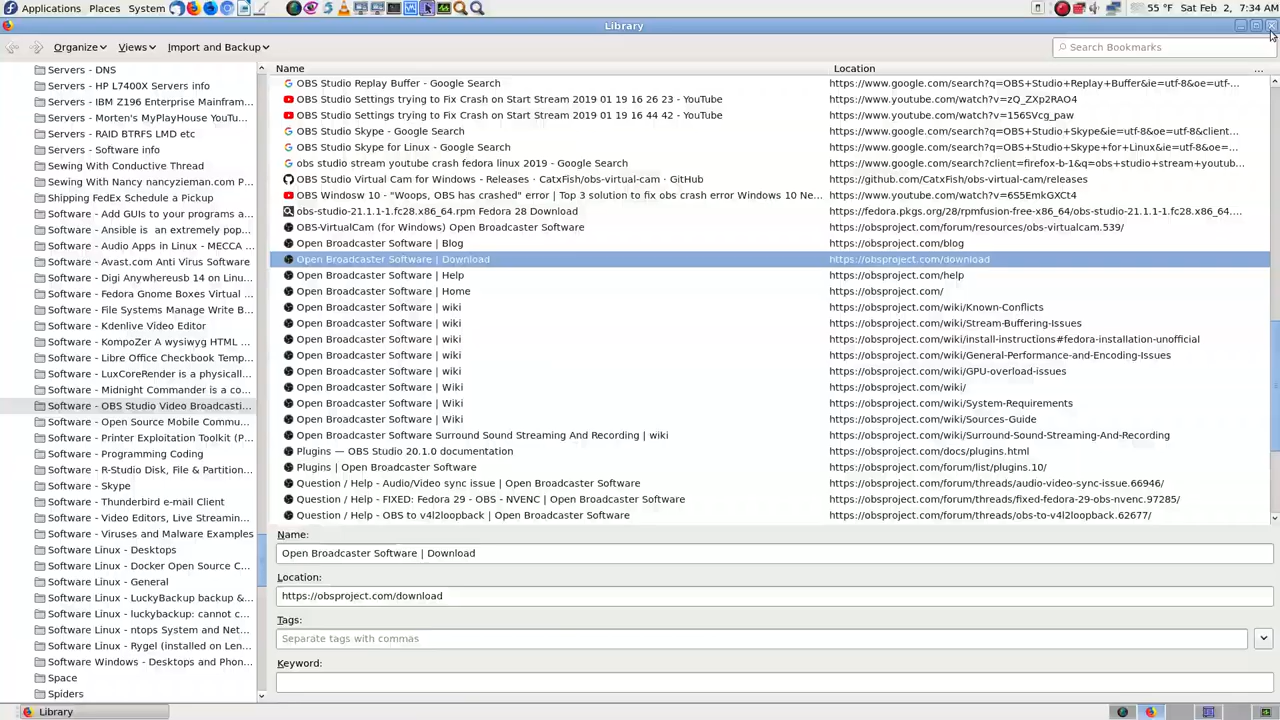 Applications Places System 55 °F Sat Feb 2, 7:34 AM
Library
Organize Views Import and Backup Search Bookmarks
Name Location ...
Servers - DNS
Servers - HP L7400X Servers info
Servers - IBM Z196 Enterprise Mainfram...
Servers - Morten's MyPlayHouse YouTu...
Servers - RAID BTRFS LMD etc
Servers - Software info
Sewing With Conductive Thread
Sewing With Nancy nancyzieman.com P...
Shipping FedEx Schedule a Pickup
Software - Add GUIs to your programs a...
Software - Ansible is an extremely pop...
Software - Audio Apps in Linux - MECCA ...
Software - Avast.com Anti Virus Software
Software - Digi Anywhereusb 14 on Linu...
Software - Fedora Gnome Boxes Virtual ...
Software - File Systems Manage Write B...
Software - Kdenlive Video Editor
Software - KompoZer A wysiwyg HTML ...
Software - Libre Office Checkbook Temp...
Software - LuxCoreRender is a physicall...
Software - Midnight Commander is a co...
Software - OBS Studio Video Broadcasti...
Software - Open Source Mobile Commu...
Software - Printer Exploitation Toolkit (P...
Software - Programming Coding
Software - R-Studio Disk, File & Partition...
Software - Skype
Software - Thunderbird e-mail Client
Software - Video Editors, Live Streamin...
Software - Viruses and Malware Examples
Software Linux - Desktops
Software Linux - Docker Open Source C...
Software Linux - General
Software Linux - LuckyBackup backup &...
Software Linux - luckybackup: cannot c...
Software Linux - ntops System and Net...
Software Linux - Rygel (installed on Len...
Software Windows - Desktops and Phon...
Space
Spiders
OBS Studio Replay Buffer - Google Search https://www.google.com/search?q=OBS+Studio+Replay+Buffer&ie=utf-8&oe=utf-...
OBS Studio Settings trying to Fix Crash on Start Stream 2019 01 19 16 26 23 - YouTube https://www.youtube.com/watch?v=zQ_ZXp2RAO4
OBS Studio Settings trying to Fix Crash on Start Stream 2019 01 19 16 44 42 - YouTube https://www.youtube.com/watch?v=156SVcg_paw
OBS Studio Skype - Google Search https://www.google.com/search?q=OBS+Studio+Skype&ie=utf-8&oe=utf-8&client...
OBS Studio Skype for Linux - Google Search https://www.google.com/search?q=OBS+Studio+Skype+for+Linux&ie=utf-8&oe=ut...
obs studio stream youtube crash fedora linux 2019 - Google Search https://www.google.com/search?client=firefox-b-1&q=obs+studio+stream+youtub...
OBS Studio Virtual Cam for Windows - Releases · CatxFish/obs-virtual-cam · GitHub https://github.com/CatxFish/obs-virtual-cam/releases
OBS Windosw 10 - "Woops, OBS has crashed" error | Top 3 solution to fix obs crash error Windows 10 Ne... https://www.youtube.com/watch?v=6S5EmkGXCt4
obs-studio-21.1.1-1.fc28.x86_64.rpm Fedora 28 Download https://fedora.pkgs.org/28/rpmfusion-free-x86_64/obs-studio-21.1.1-1.fc28.x86_64....
OBS-VirtualCam (for Windows) Open Broadcaster Software https://obsproject.com/forum/resources/obs-virtualcam.539/
Open Broadcaster Software | Blog https://obsproject.com/blog
Open Broadcaster Software | Download https://obsproject.com/download
Open Broadcaster Software | Help https://obsproject.com/help
Open Broadcaster Software | Home https://obsproject.com/
Open Broadcaster Software | wiki https://obsproject.com/wiki/Known-Conflicts
Open Broadcaster Software | wiki https://obsproject.com/wiki/Stream-Buffering-Issues
Open Broadcaster Software | wiki https://obsproject.com/wiki/install-instructions#fedora-installation-unofficial
Open Broadcaster Software | wiki https://obsproject.com/wiki/General-Performance-and-Encoding-Issues
Open Broadcaster Software | wiki https://obsproject.com/wiki/GPU-overload-issues
Open Broadcaster Software | Wiki https://obsproject.com/wiki/
Open Broadcaster Software | Wiki https://obsproject.com/wiki/System-Requirements
Open Broadcaster Software | Wiki https://obsproject.com/wiki/Sources-Guide
Open Broadcaster Software Surround Sound Streaming And Recording | wiki https://obsproject.com/wiki/Surround-Sound-Streaming-And-Recording
Plugins — OBS Studio 20.1.0 documentation https://obsproject.com/docs/plugins.html
Plugins | Open Broadcaster Software https://obsproject.com/forum/list/plugins.10/
Question / Help - Audio/Video sync issue | Open Broadcaster Software https://obsproject.com/forum/threads/audio-video-sync-issue.66946/
Question / Help - FIXED: Fedora 29 - OBS - NVENC | Open Broadcaster Software https://obsproject.com/forum/threads/fixed-fedora-29-obs-nvenc.97285/
Question / Help - OBS to v4l2loopback | Open Broadcaster Software https://obsproject.com/forum/threads/obs-to-v4l2loopback.62677/
Name:
Open Broadcaster Software | Download
Location:
https://obsproject.com/download
Tags:
Separate tags with commas
Keyword:
Library